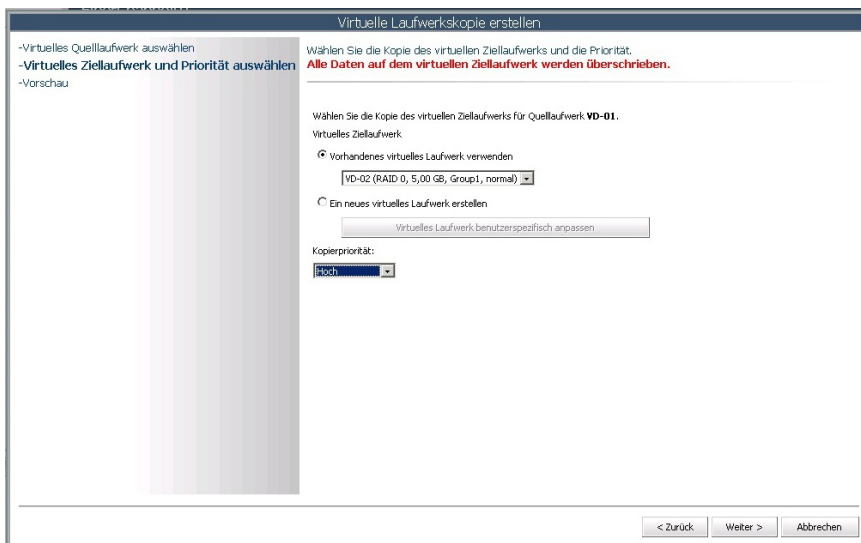 Virtuelle Laufwerkskopie erstellen
-Virtuelles Quelllaufwerk auswählen
-Virtuelles Ziellaufwerk und Priorität auswählen
-Vorschau
Wählen Sie die Kopie des virtuellen Ziellaufwerks und die Priorität.
Alle Daten auf dem virtuellen Ziellaufwerk werden überschrieben.
Wählen Sie die Kopie des virtuellen Ziellaufwerks für Quellaufwerk VD-01.
Virtuelles Ziellaufwerk
Vorhandenes virtuelles Laufwerk verwenden
VD-02 (RAID 0, 5,00 GB, Group1, normal)
Ein neues virtuelles Laufwerk erstellen
Virtuelles Laufwerk benutzerspezifisch anpassen
Kopierpriorität:
Hoch
< Zurück
Weiter >
Abbrechen